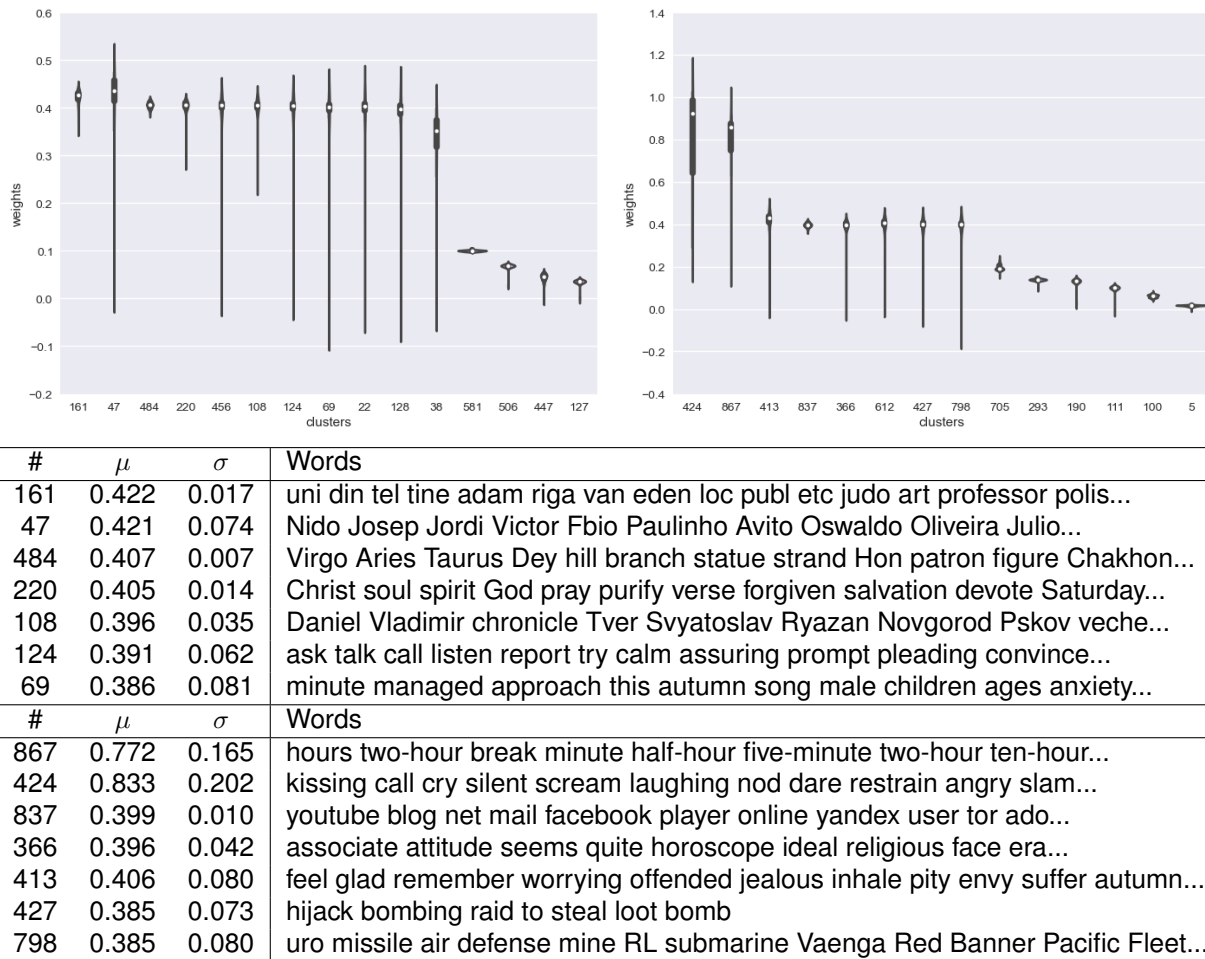 0.6
0.5
0.4
0.3
0.2
0.1
0.0
−0.1
−0.2
weights
161 47 484 220 456 108 124 69 22 128 38 581 506 447 127
clusters
1.4
1.2
1.0
0.8
0.6
0.4
0.2
0.0
−0.2
−0.4
weights
424 867 413 837 366 612 427 798 705 293 190 111 100 5
clusters
# μ σ Words
161 0.422 0.017 uni din tel tine adam riga van eden loc publ etc judo art professor polis...
47 0.421 0.074 Nido Josep Jordi Victor Fbio Paulinho Avito Oswaldo Oliveira Julio...
484 0.407 0.007 Virgo Aries Taurus Dey hill branch statue strand Hon patron figure Chakhon...
220 0.405 0.014 Christ soul spirit God pray purify verse forgiven salvation devote Saturday...
108 0.396 0.035 Daniel Vladimir chronicle Tver Svyatoslav Ryazan Novgorod Pskov veche...
124 0.391 0.062 ask talk call listen report try calm assuring prompt pleading convince...
69 0.386 0.081 minute managed approach this autumn song male children ages anxiety...
# μ σ Words
867 0.772 0.165 hours two-hour break minute half-hour five-minute two-hour ten-hour...
424 0.833 0.202 kissing call cry silent scream laughing nod dare restrain angry slam...
837 0.399 0.010 youtube blog net mail facebook player online yandex user tor ado...
366 0.396 0.042 associate attitude seems quite horoscope ideal religious face era...
413 0.406 0.080 feel glad remember worrying offended jealous inhale pity envy suffer autumn...
427 0.385 0.073 hijack bombing raid to steal loot bomb
798 0.385 0.080 uro missile air defense mine RL submarine Vaenga Red Banner Pacific Fleet...